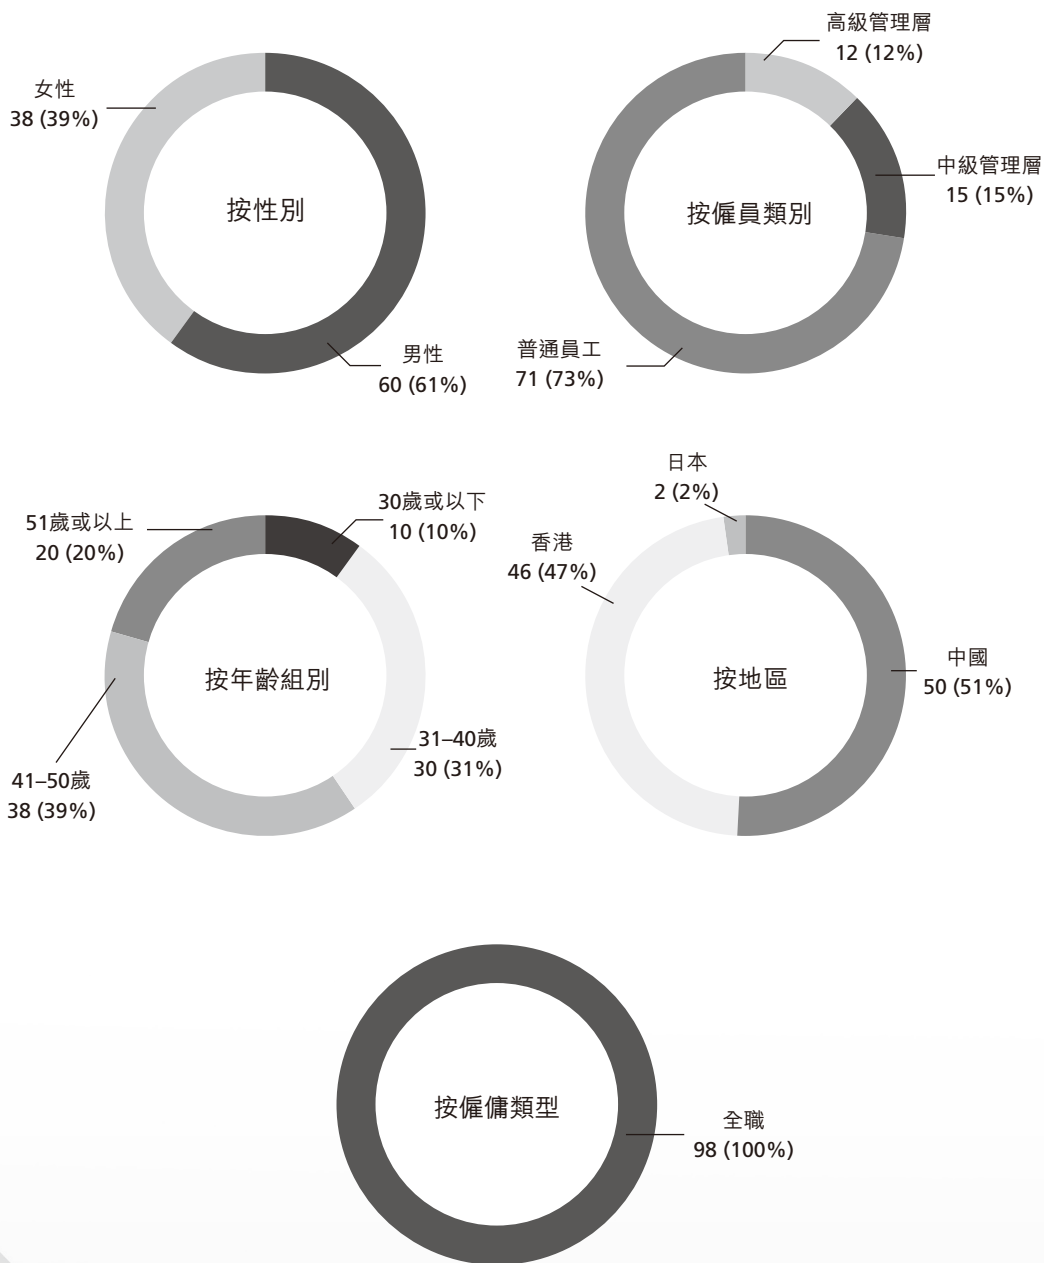 女性
38 (39%)
按性別
男性
60 (61%)
高級管理層
12 (12%)
中級管理層
15 (15%)
按僱員類別
普通員工
71 (73%)
51歲或以上
20 (20%)
30歲或以下
10 (10%)
按年齡組別
31–40歲
30 (31%)
41–50歲
38 (39%)
日本
2 (2%)
香港
46 (47%)
按地區
中國
50 (51%)
按僱傭類型
全職
98 (100%)